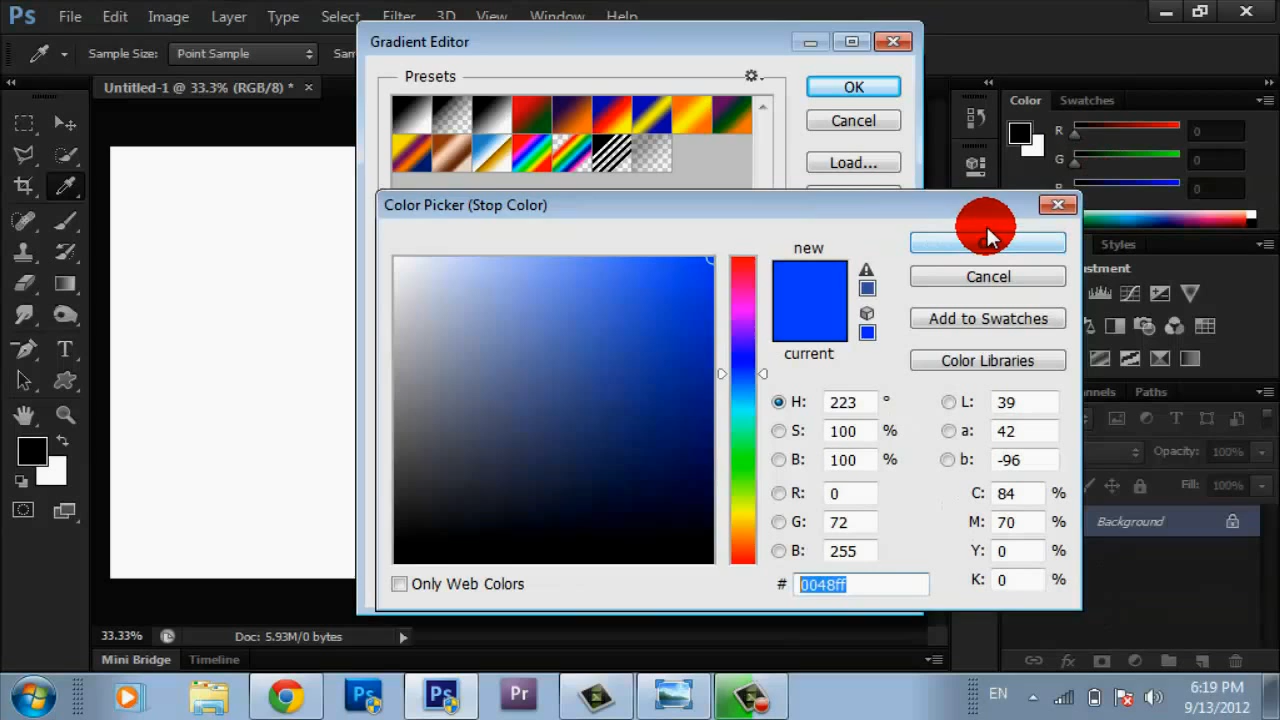 Ps File Edit Image Layer Type Select Filter 3D View Window Help
Sample Size: Point Sample
Untitled-1 @ 33.3% (RGB/8) * ×
Gradient Editor
Presets
OK
Cancel
Load...
Color Picker (Stop Color)
new
current
Cancel
Add to Swatches
Color Libraries
H: 223 °
S: 100 %
B: 100 %
R: 0
G: 72
B: 255
L: 39
a: 42
b: -96
C: 84 %
M: 70 %
Y: 0 %
K: 0 %
# 0048ff
Only Web Colors
Color Swatches
R 0
G 0
0
Styles
Paths
Opacity: 100%
Fill: 100%
Background
33.33% Doc: 5.93M/0 bytes
Mini Bridge Timeline
Ps Ps Pr
EN
6:19 PM
9/13/2012